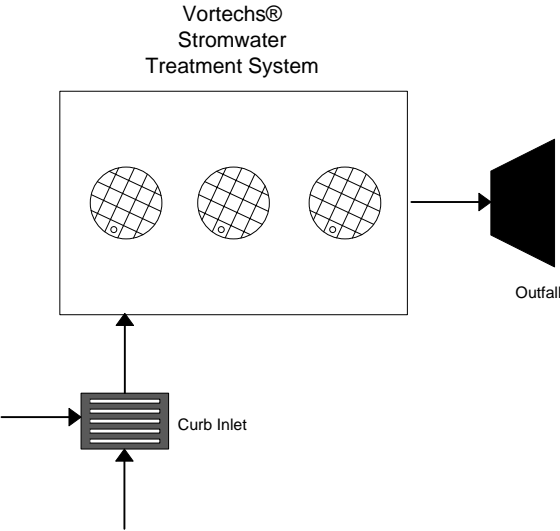 Vortechs®
Stromwater
Treatment System
Outfall
Curb Inlet